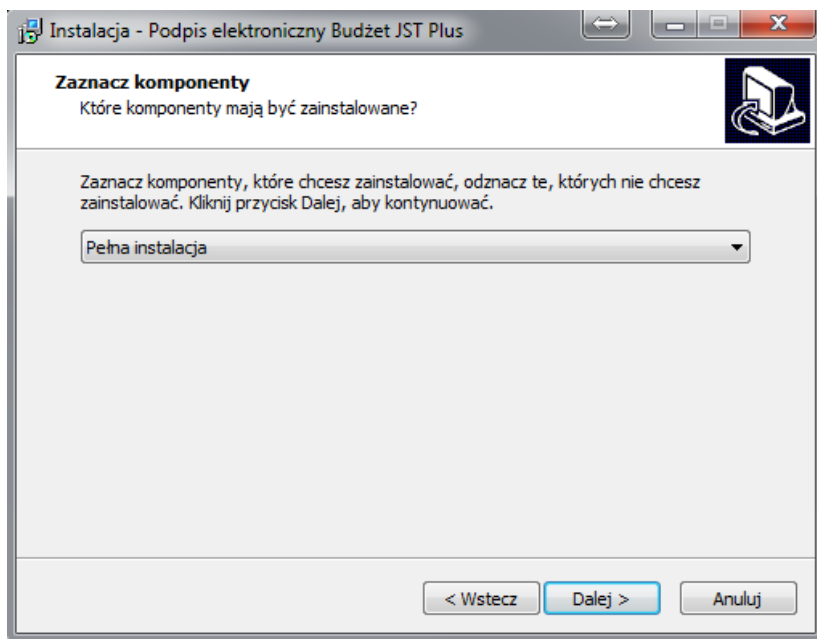 Instalacja - Podpis elektroniczny Budżet JST Plus
Zaznacz komponenty
Które komponenty mają być zainstalowane?
Zaznacz komponenty, które chcesz zainstalować, odznacz te, których nie chcesz
zainstalować. Kliknij przycisk Dalej, aby kontynuować.
Pełna instalacja
< Wstecz
Dalej >
Anuluj